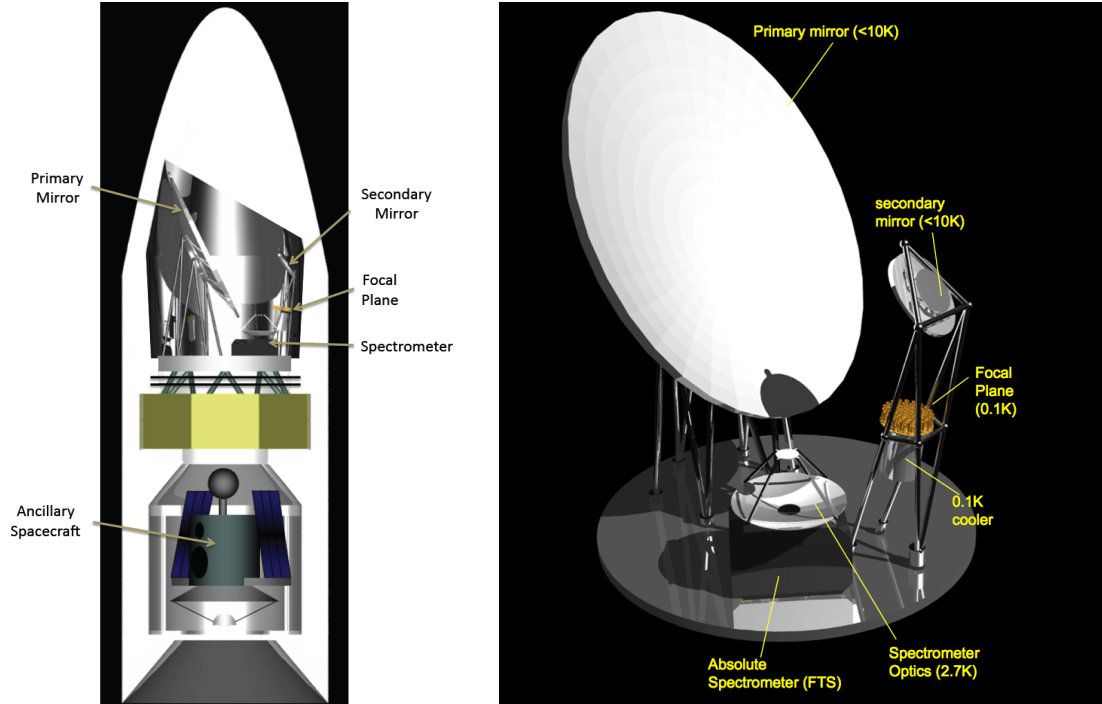 Primary
Mirror
Secondary
Mirror
Focal
Plane
Spectrometer
Ancillary
Spacecraft
Primary mirror (<10K)
secondary
mirror (<10K)
Focal
Plane
(0.1K)
0.1K
cooler
Spectrometer
Optics (2.7K)
Absolute
Spectrometer (FTS)